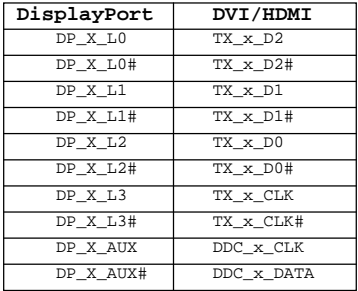 DisplayPort DVI/HDMI
DP_X_L0 TX_x_D2
DP_X_L0# TX_x_D2#
DP_X_L1 TX_x_D1
DP_X_L1# TX_x_D1#
DP_X_L2 TX_x_D0
DP_X_L2# TX_x_D0#
DP_X_L3 TX_x_CLK
DP_X_L3# TX_x_CLK#
DP_X_AUX DDC_x_CLK
DP_X_AUX# DDC_x_DATA